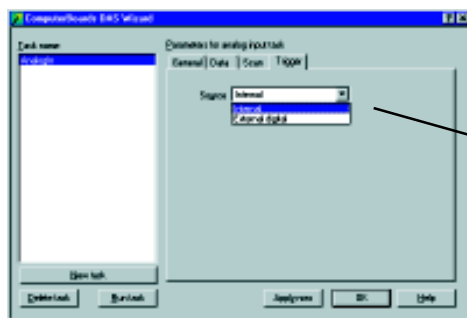 ComputerBoards DAS Wizard
Task name
Parameters for analog input task
AnalogIn
General Data Scan Trigger
Source Internal
Internal
External digital
New task
Delete task Run task Apply now OK Help